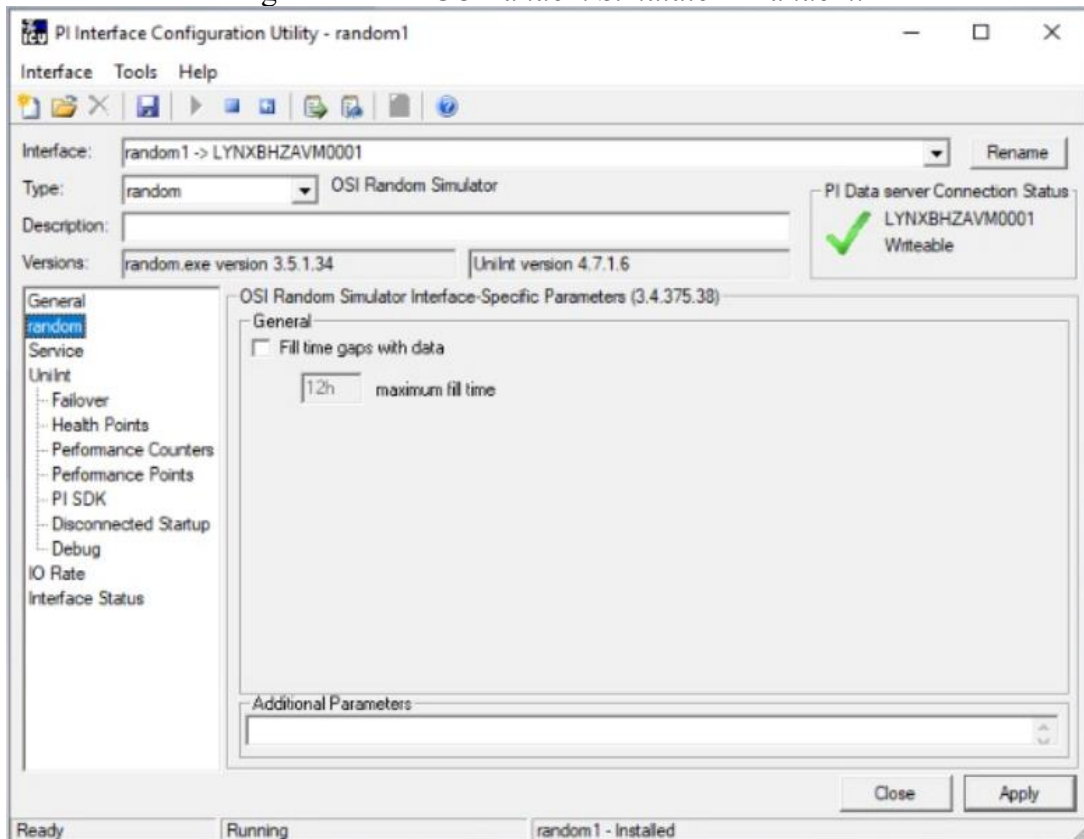 PI Interface Configuration Utility - random1
Interface Tools Help
Interface: random1 -> LYNXBHZAVM0001 Rename
Type: random OSI Random Simulator
PI Data server Connection Status
LYNXBHZAVM0001
Writeable
Description:
Versions: random.exe version 3.5.1.34 UniInt version 4.7.1.6
General
random
Service
UniInt
Failover
Health Points
Performance Counters
Performance Points
PI SDK
Disconnected Startup
Debug
IO Rate
Interface Status
OSI Random Simulator Interface-Specific Parameters (3.4.375.38)
General
Fill time gaps with data
12h maximum fill time
Additional Parameters
Close Apply
Ready Running random1 - Installed